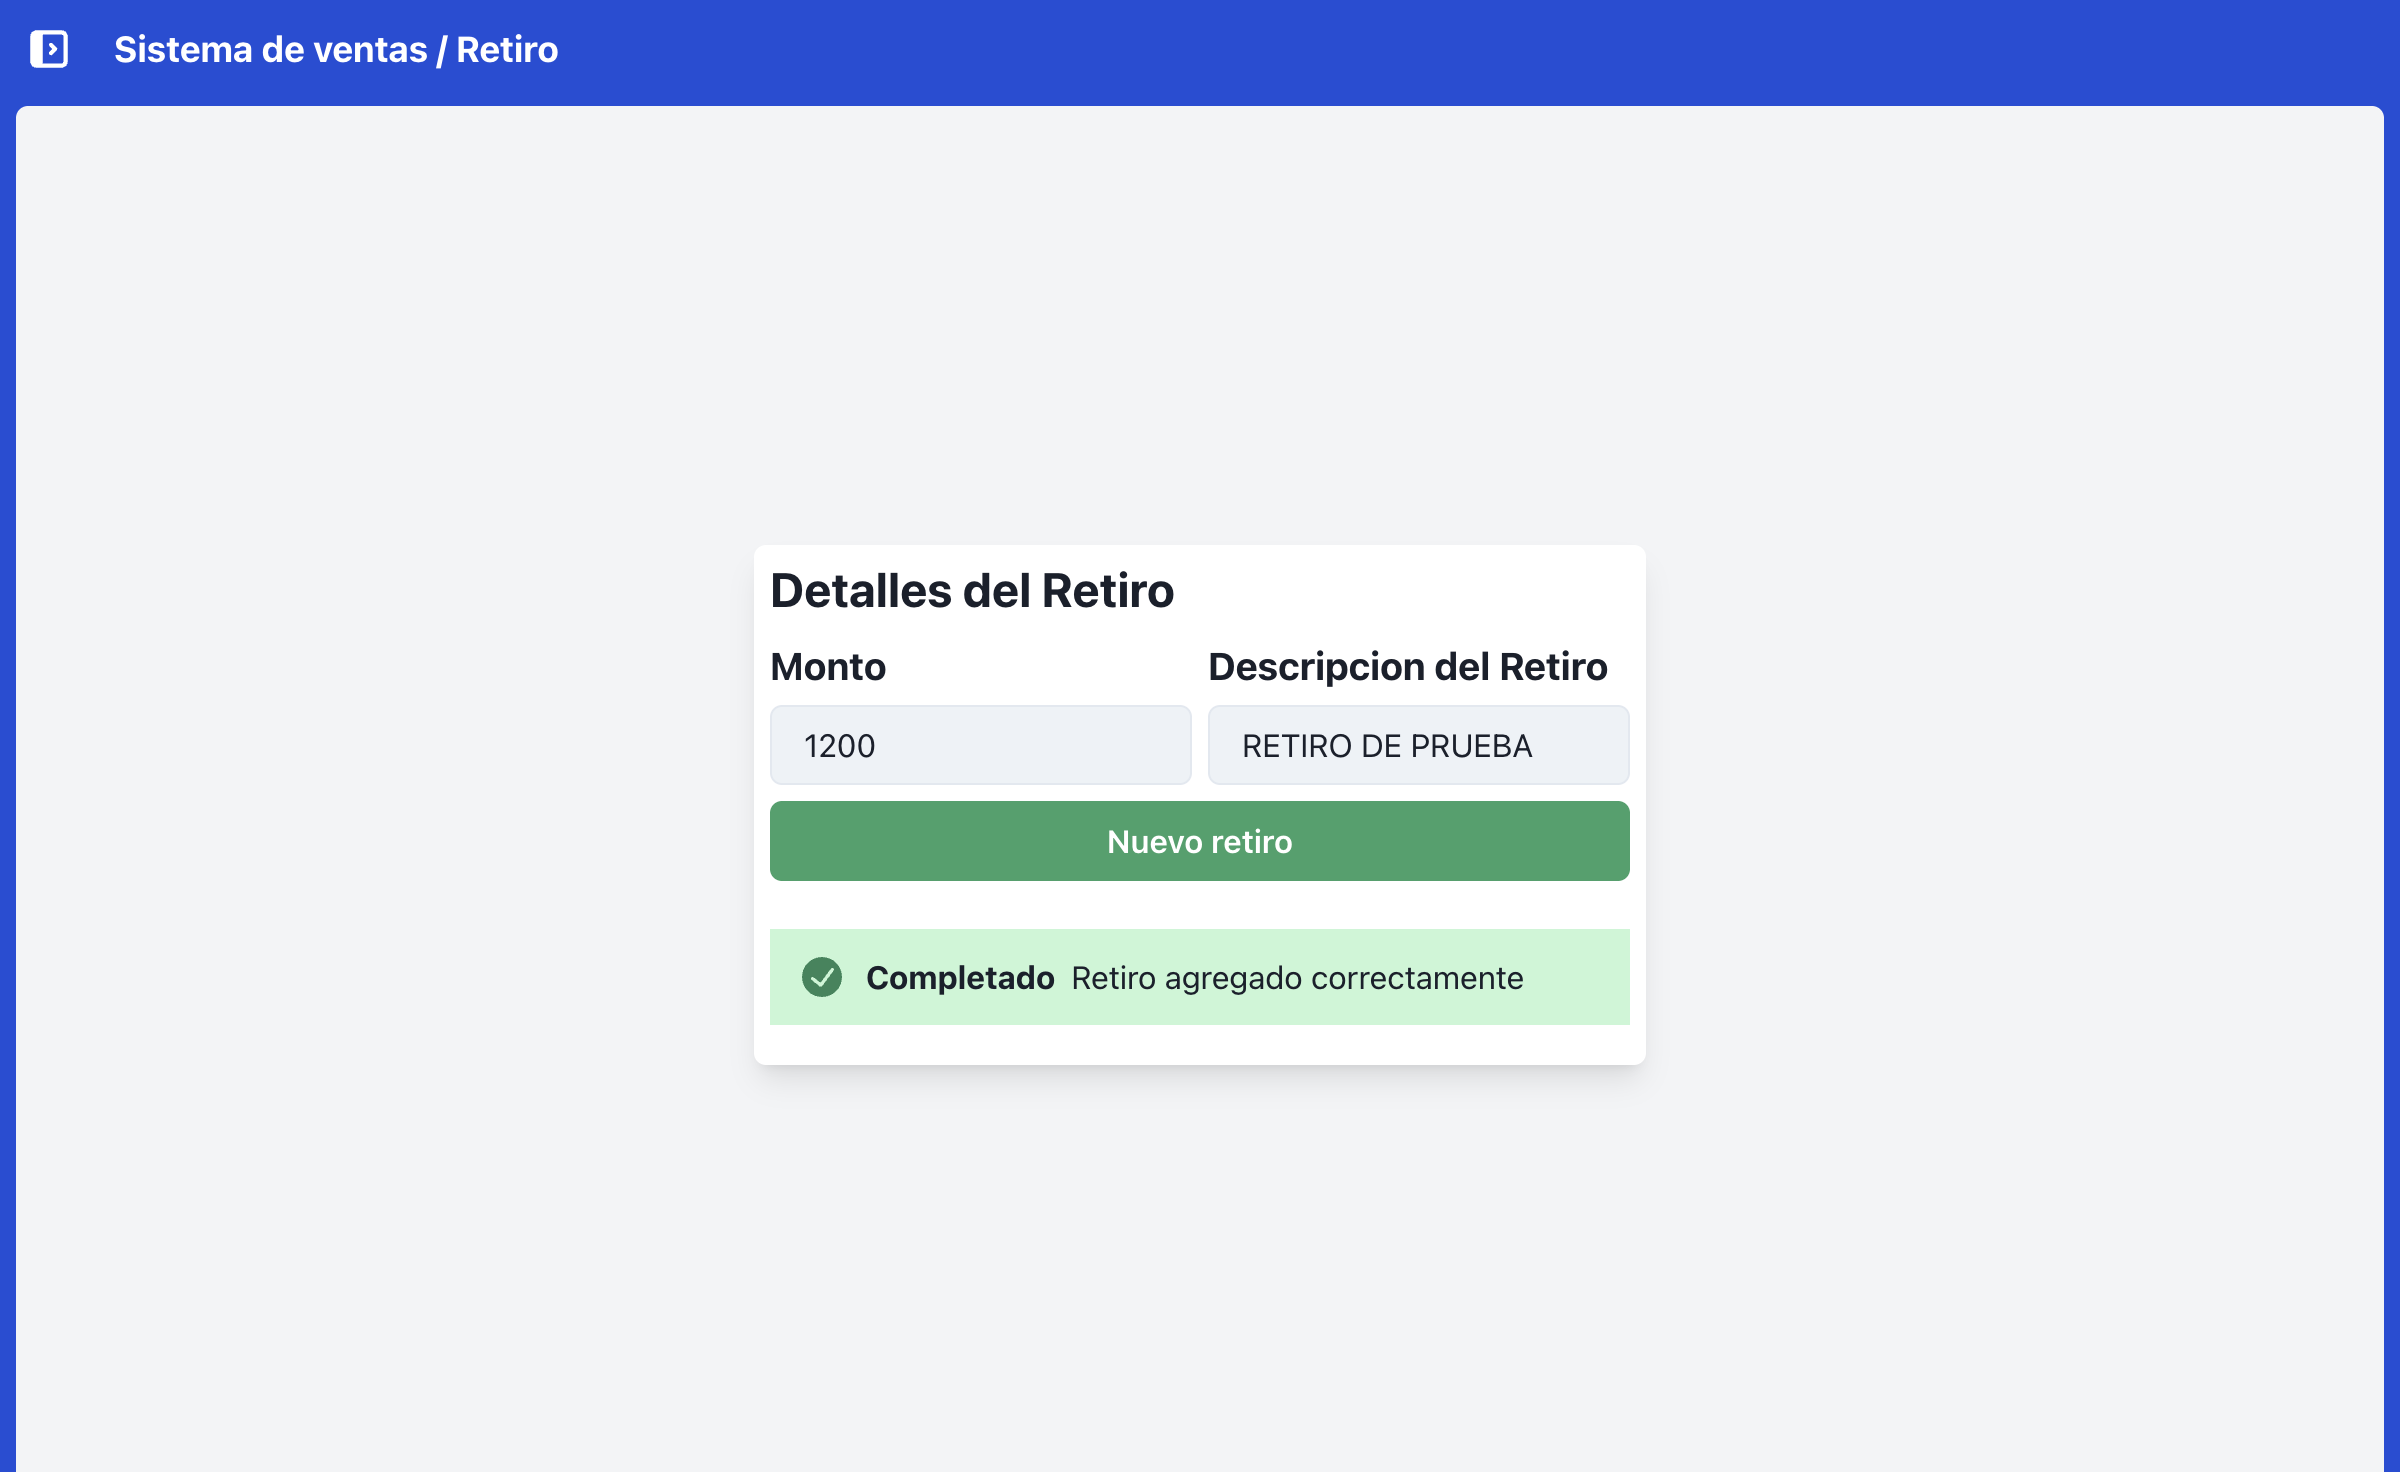 Sistema de ventas / Retiro
Detalles del Retiro
Monto
Descripcion del Retiro
1200
RETIRO DE PRUEBA
Nuevo retiro
Completado Retiro agregado correctamente